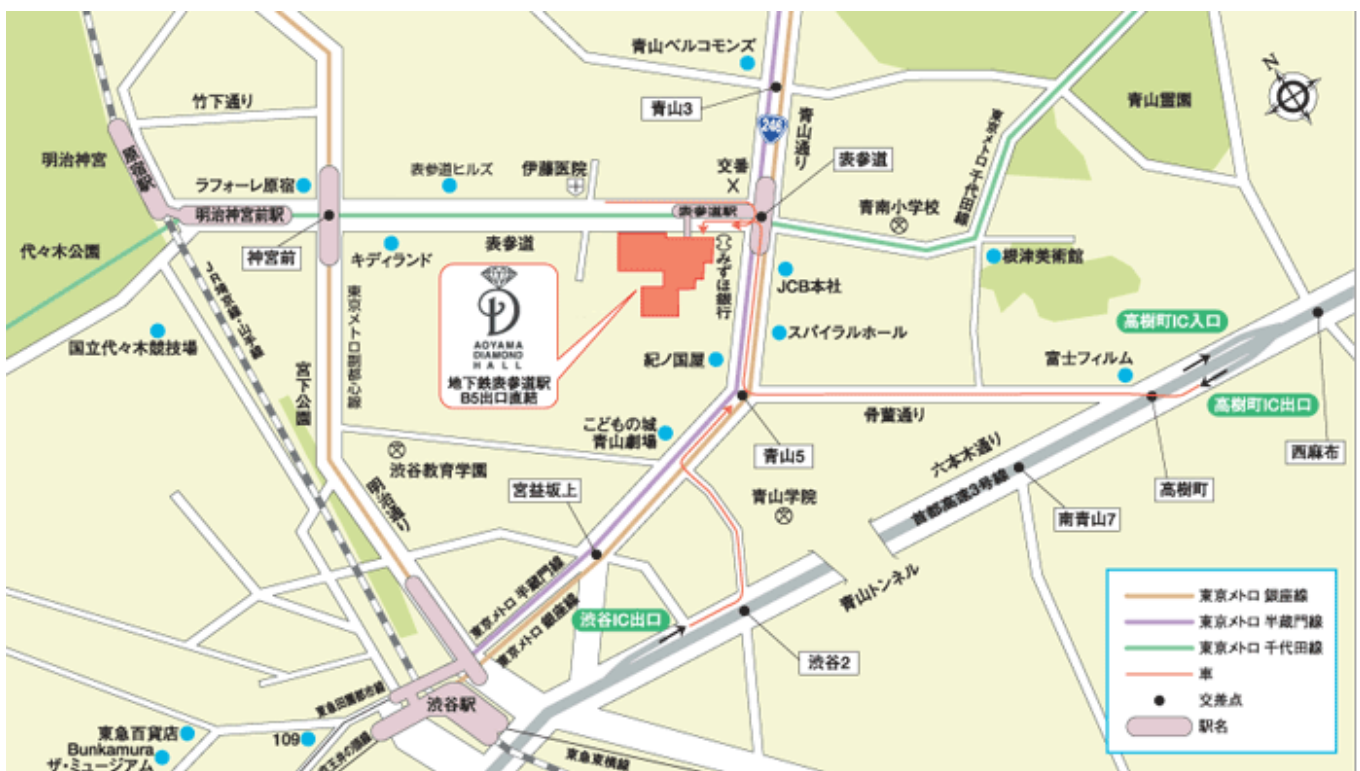 青山ベルコモンズ
N
竹下通り
青山3
246
青山通り
東京メトロ 千代田線
青山霊園
明治神宮
原宿駅
ラフォーレ原宿
表参道ヒルズ
伊藤医院
交番
表参道
明治神宮前駅
表参道駅
青南小学校
代々木公園
神宮前
キディランド
表参道
みずほ銀行
根津美術館
JCB本社
JR埼京線・山手線
東京メトロ 副都心線
D
AOYAMA
DIAMOND
HALL
地下鉄表参道駅
B5出口直結
高樹町IC入口
国立代々木競技場
スパイラルホール
紀ノ国屋
富士フィルム
宮下公園
高樹町IC出口
骨董通り
こどもの城
青山劇場
青山5
六本木通り
西麻布
渋谷教育学園
宮益坂上
青山学院
高樹町
明治通り
首都高速3号線
南青山7
東京メトロ 半蔵門線
東京メトロ 銀座線
青山トンネル
渋谷IC出口
渋谷2
東急田園都市線
渋谷駅
東急百貨店
109
Bunkamura
ザ・ミュージアム
京王井の頭線
東急東横線
東京メトロ 銀座線
東京メトロ 半蔵門線
東京メトロ 千代田線
車
交差点
駅名